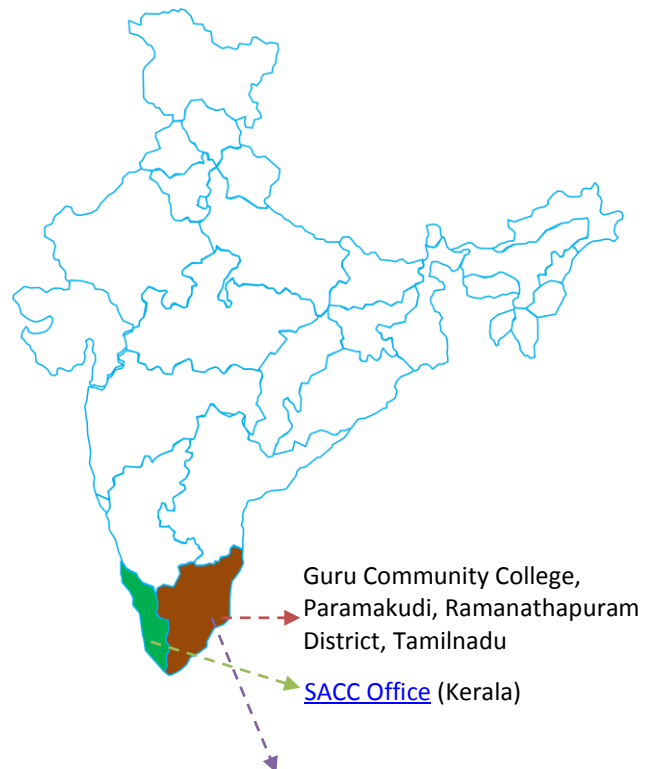 Guru Community College,
Paramakudi, Ramanathapuram
District, Tamilnadu
SACC Office (Kerala)